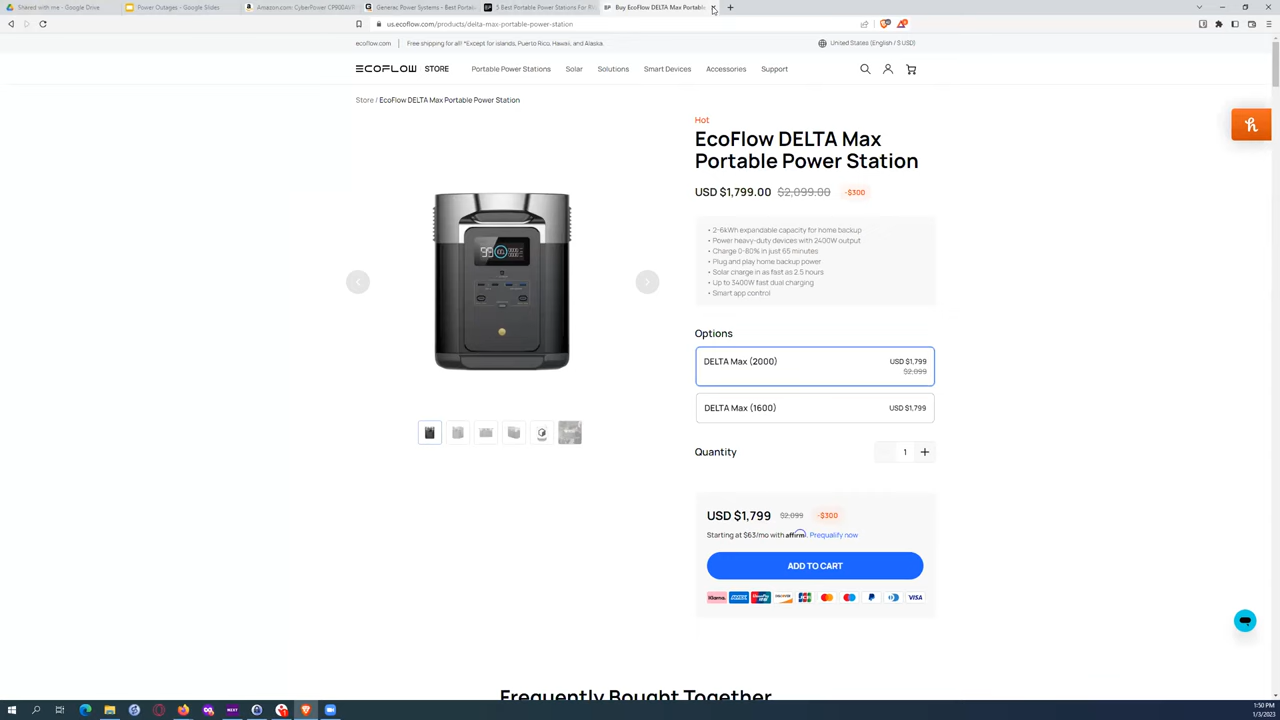 Shared with me - Google Drive
Power Outages - Google Slides
Amazon.com: CyberPower CP900AVR
Generac Power Systems - Best Portab
3 Best Portable Power Stations For
Buy EcoFlow DELTA Max Portable
us.ecoflow.com/products/delta-max-portable-power-station
ecoflow.com
Free shipping for all *Except for islands, Puerto Rico, Hawaii, and Alaska.
United States (English / $ USD)
ECOFLOW STORE
Portable Power Stations
Solar
Solutions
Smart Devices
Accessories
Support
Store / EcoFlow DELTA Max Portable Power Station
Hot
EcoFlow DELTA Max
Portable Power Station
USD $1,799.00 $2,099.00 -$300
• 2-6kWh expandable capacity for home backup
• Power heavy-duty devices with 2400W output
• Charge 0-80% in just 65 minutes
• Plug and play home backup power
• Solar charge in as fast as 2.5 hours
• Up to 3400W fast dual charging
• Smart app control
Options
DELTA Max (2000) USD $1,799
$2,099
DELTA Max (1600) USD $1,799
Quantity
1
USD $1,799 $2,099 -$300
Starting at $63/mo with affirm. Prequalify now
ADD TO CART
Klarna. DISCOVER JCB VISA
Frequently Bought Together
NEXT
1:50 PM
1/3/2023